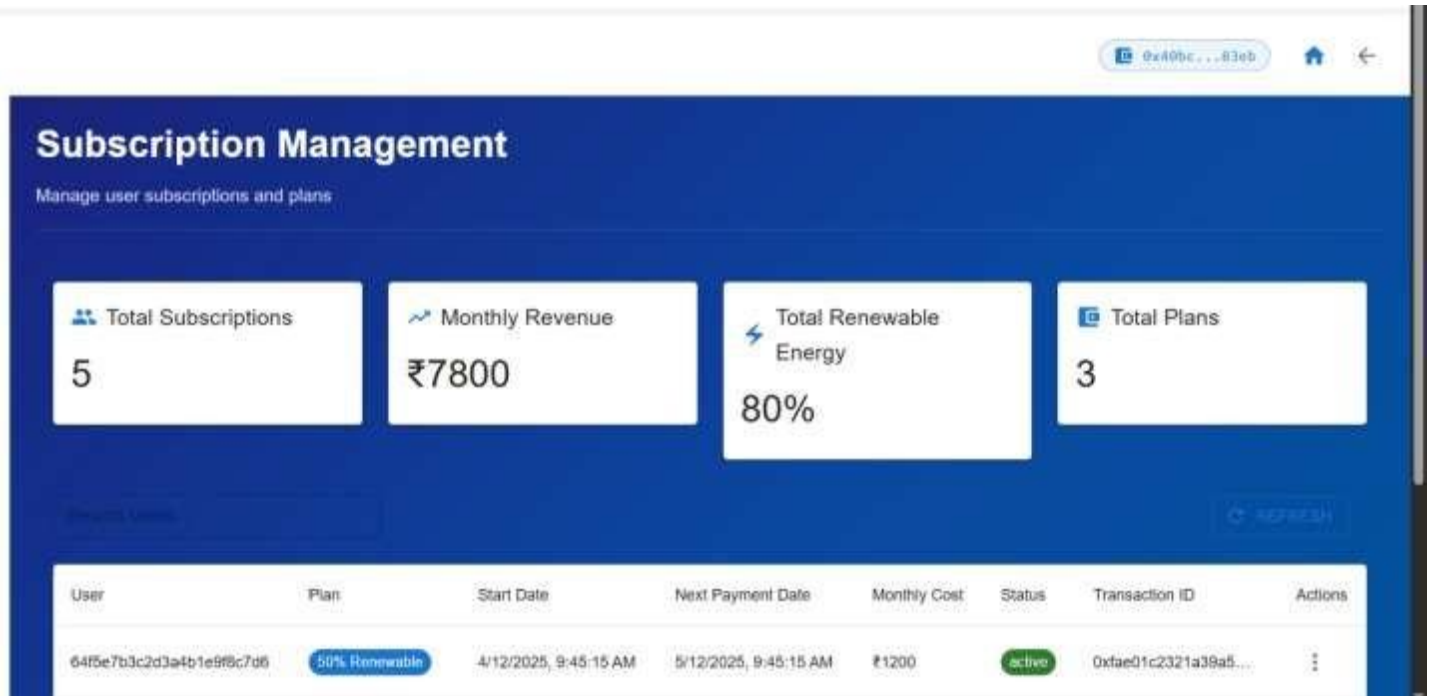 0x40bc...83eb
Subscription Management
Manage user subscriptions and plans
Total Subscriptions
5
Monthly Revenue
₹7800
Total Renewable
Energy
80%
Total Plans
3
REFRESH
User Plan Start Date Next Payment Date Monthly Cost Status Transaction ID Actions
64f5e7b3c2d3a4b1e9f8c7d6 50% Renewable 4/12/2025, 9:45:15 AM 5/12/2025, 9:45:15 AM ₹1200 active 0xfae01c2321a39a5...